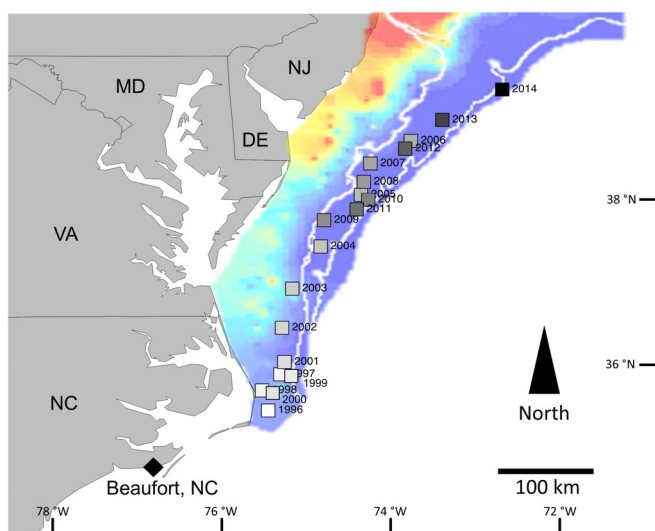 MD
NJ
DE
VA
NC
2014
2013
2006
2012
2007
2008
2005
2010
2011
2009
2004
2003
2002
2001
1997
1999
1998
2000
1996
38 °N
36 °N
North
100 km
Beaufort, NC
78 °W
76 °W
74 °W
72 °W